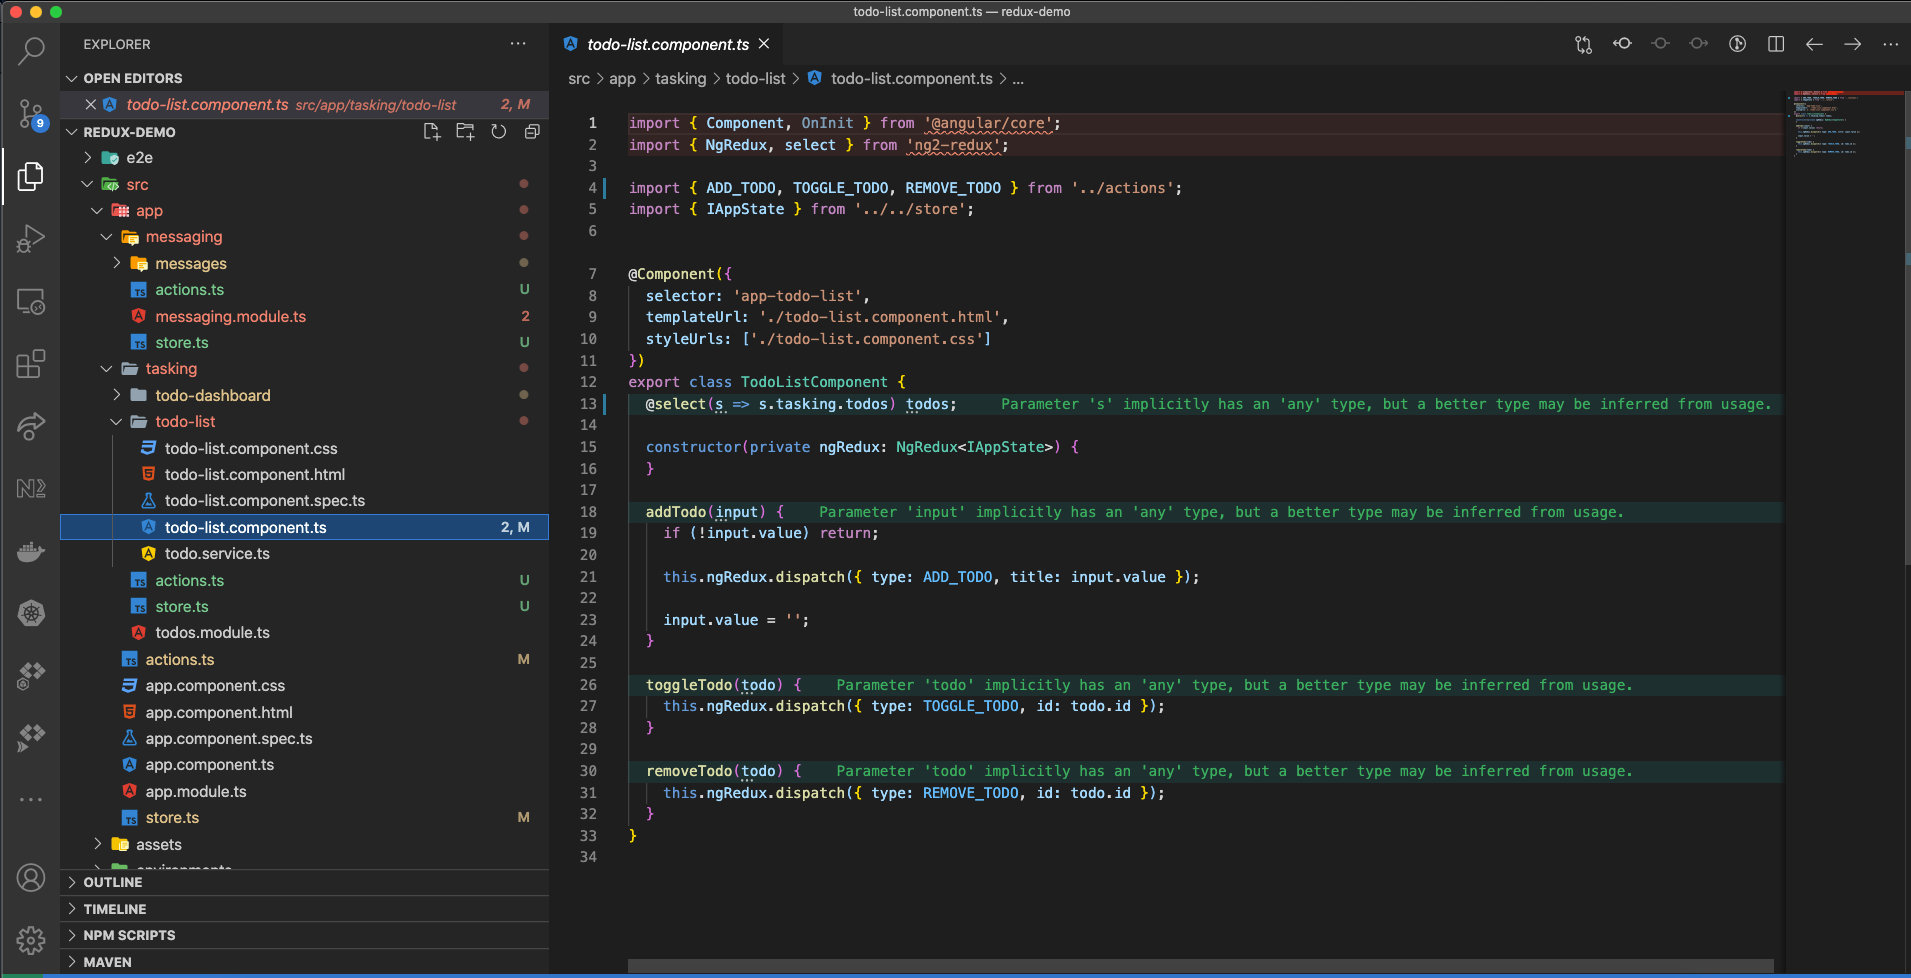 todo-list.component.ts — redux-demo
EXPLORER
OPEN EDITORS
todo-list.component.ts src/app/tasking/todo-list 2, M
REDUX-DEMO
e2e
src
app
messaging
messages
actions.ts U
messaging.module.ts 2
store.ts U
tasking
todo-dashboard
todo-list
todo-list.component.css
todo-list.component.html
todo-list.component.spec.ts
todo-list.component.ts 2, M
todo.service.ts
actions.ts U
store.ts U
todos.module.ts
actions.ts M
app.component.css
app.component.html
app.component.spec.ts
app.component.ts
app.module.ts
store.ts M
assets
OUTLINE
TIMELINE
NPM SCRIPTS
MAVEN
9
todo-list.component.ts
src > app > tasking > todo-list > todo-list.component.ts > ...
1 import { Component, OnInit } from '@angular/core';
2 import { NgRedux, select } from 'ng2-redux';
3
4 import { ADD_TODO, TOGGLE_TODO, REMOVE_TODO } from '../actions';
5 import { IAppState } from '../../store';
6
7 @Component({
8 selector: 'app-todo-list',
9 templateUrl: './todo-list.component.html',
10 styleUrls: ['./todo-list.component.css']
11 })
12 export class TodoListComponent {
13 @select(s => s.tasking.todos) todos; Parameter 's' implicitly has an 'any' type, but a better type may be inferred from usage.
14
15 constructor(private ngRedux: NgRedux<IAppState>) {
16 }
17
18 addTodo(input) { Parameter 'input' implicitly has an 'any' type, but a better type may be inferred from usage.
19 if (!input.value) return;
20
21 this.ngRedux.dispatch({ type: ADD_TODO, title: input.value });
22
23 input.value = '';
24 }
25
26 toggleTodo(todo) { Parameter 'todo' implicitly has an 'any' type, but a better type may be inferred from usage.
27 this.ngRedux.dispatch({ type: TOGGLE_TODO, id: todo.id });
28 }
29
30 removeTodo(todo) { Parameter 'todo' implicitly has an 'any' type, but a better type may be inferred from usage.
31 this.ngRedux.dispatch({ type: REMOVE_TODO, id: todo.id });
32 }
33 }
34